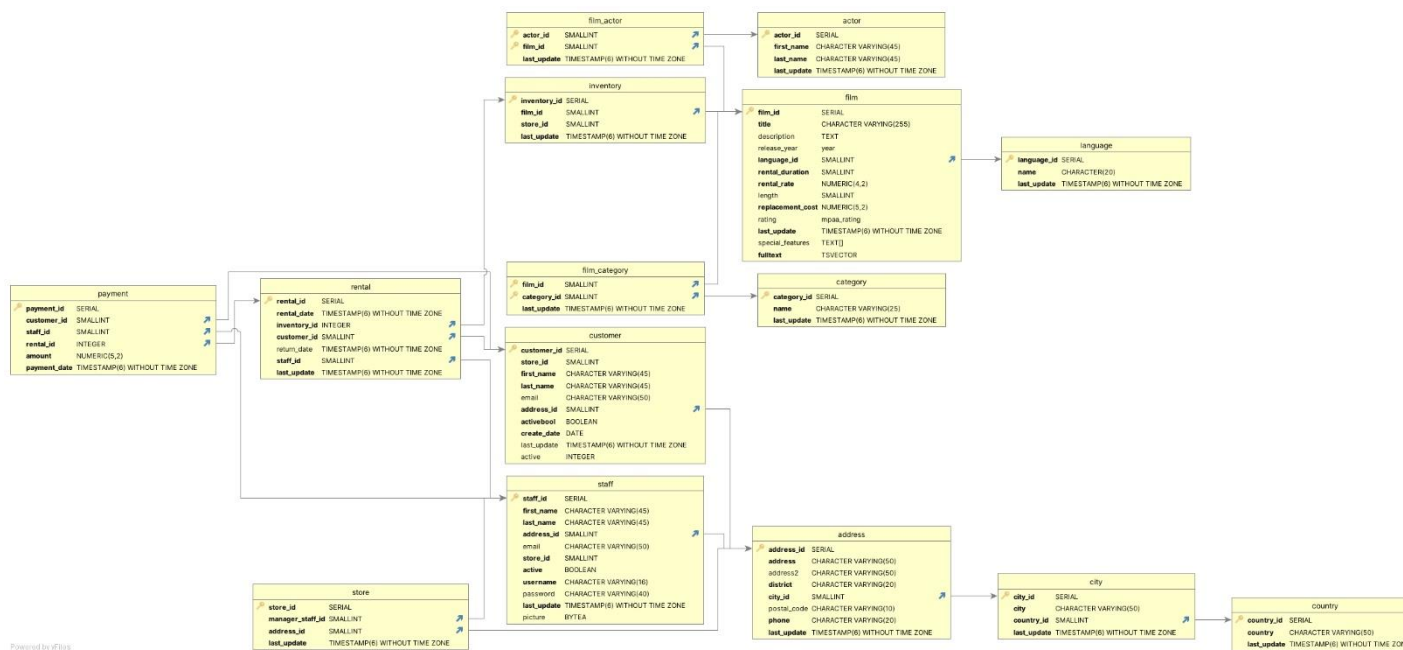 film_actor
actor_id SMALLINT
film_id SMALLINT
last_update TIMESTAMP(6) WITHOUT TIME ZONE
actor
actor_id SERIAL
first_name CHARACTER VARYING(45)
last_name CHARACTER VARYING(45)
last_update TIMESTAMP(6) WITHOUT TIME ZONE
inventory
inventory_id SERIAL
film_id SMALLINT
store_id SMALLINT
last_update TIMESTAMP(6) WITHOUT TIME ZONE
film
film_id SERIAL
title CHARACTER VARYING(255)
description TEXT
release_year year
language_id SMALLINT
rental_duration SMALLINT
rental_rate NUMERIC(4,2)
length SMALLINT
replacement_cost NUMERIC(5,2)
rating mpaa_rating
last_update TIMESTAMP(6) WITHOUT TIME ZONE
special_features TEXT[]
fulltext TSVECTOR
language
language_id SERIAL
name CHARACTER(20)
last_update TIMESTAMP(6) WITHOUT TIME ZONE
film_category
film_id SMALLINT
category_id SMALLINT
last_update TIMESTAMP(6) WITHOUT TIME ZONE
category
category_id SERIAL
name CHARACTER VARYING(25)
last_update TIMESTAMP(6) WITHOUT TIME ZONE
payment
payment_id SERIAL
customer_id SMALLINT
staff_id SMALLINT
rental_id INTEGER
amount NUMERIC(5,2)
payment_date TIMESTAMP(6) WITHOUT TIME ZONE
rental
rental_id SERIAL
rental_date TIMESTAMP(6) WITHOUT TIME ZONE
inventory_id INTEGER
customer_id SMALLINT
return_date TIMESTAMP(6) WITHOUT TIME ZONE
staff_id SMALLINT
last_update TIMESTAMP(6) WITHOUT TIME ZONE
customer
customer_id SERIAL
store_id SMALLINT
first_name CHARACTER VARYING(45)
last_name CHARACTER VARYING(45)
email CHARACTER VARYING(50)
address_id SMALLINT
activebool BOOLEAN
create_date DATE
last_update TIMESTAMP(6) WITHOUT TIME ZONE
active INTEGER
staff
staff_id SERIAL
first_name CHARACTER VARYING(45)
last_name CHARACTER VARYING(45)
address_id SMALLINT
email CHARACTER VARYING(50)
store_id SMALLINT
active BOOLEAN
username CHARACTER VARYING(16)
password CHARACTER VARYING(40)
last_update TIMESTAMP(6) WITHOUT TIME ZONE
picture BYTEA
store
store_id SERIAL
manager_staff_id SMALLINT
address_id SMALLINT
last_update TIMESTAMP(6) WITHOUT TIME ZONE
address
address_id SERIAL
address CHARACTER VARYING(50)
address2 CHARACTER VARYING(50)
district CHARACTER VARYING(20)
city_id SMALLINT
postal_code CHARACTER VARYING(10)
phone CHARACTER VARYING(20)
last_update TIMESTAMP(6) WITHOUT TIME ZONE
city
city_id SERIAL
city CHARACTER VARYING(50)
country_id SMALLINT
last_update TIMESTAMP(6) WITHOUT TIME ZONE
country
country_id SERIAL
country CHARACTER VARYING(50)
last_update TIMESTAMP(6) WITHOUT TIME
Powered by yFiles